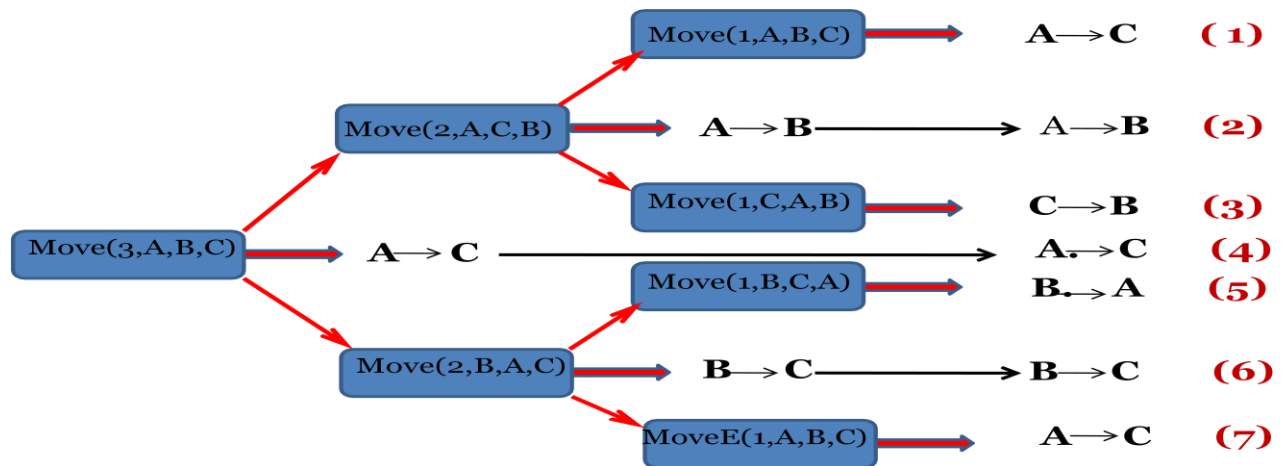 Move(1,A,B,C) A → C (1)
Move(2,A,C,B) A → B A → B (2)
Move(1,C,A,B) C → B (3)
Move(3,A,B,C) A → C A. → C (4)
Move(1,B,C,A) B. → A (5)
Move(2,B,A,C) B → C B → C (6)
MoveE(1,A,B,C) A → C (7)